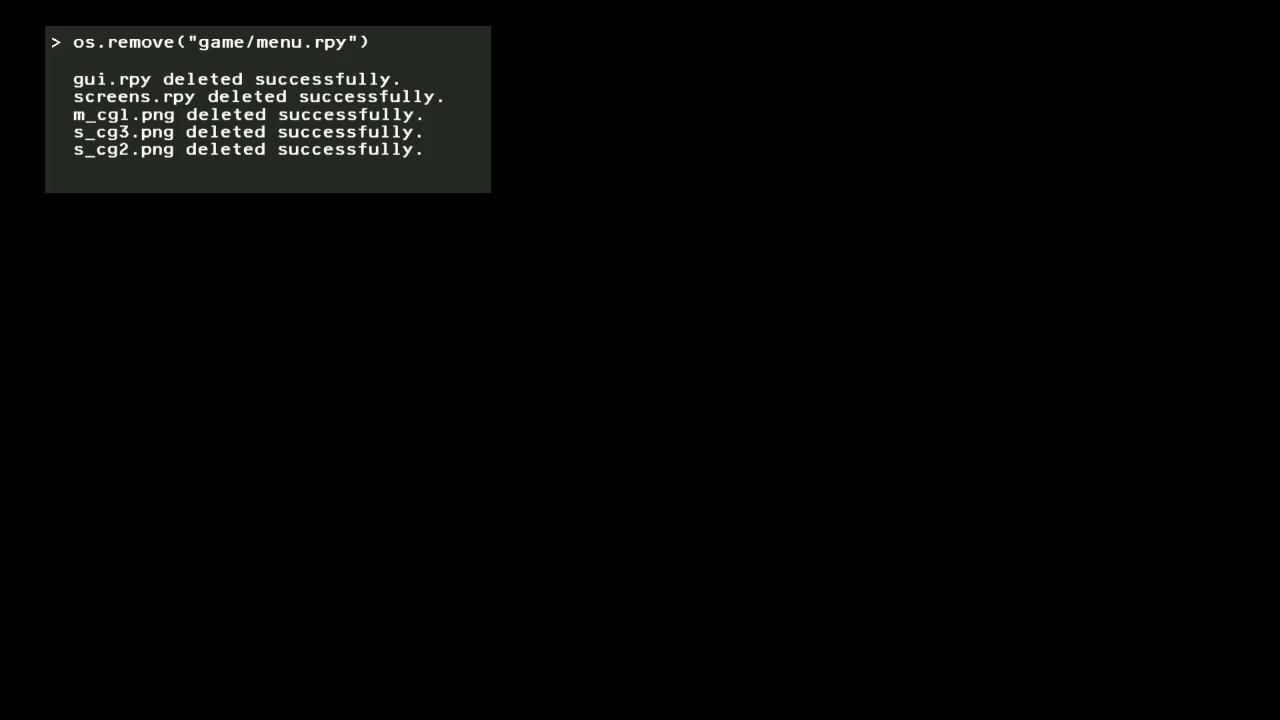 > os.remove("game/menu.rpy")
gui.rpy deleted successfully.
screens.rpy deleted successfully.
m_cg1.png deleted successfully.
s_cg3.png deleted successfully.
s_cg2.png deleted successfully.